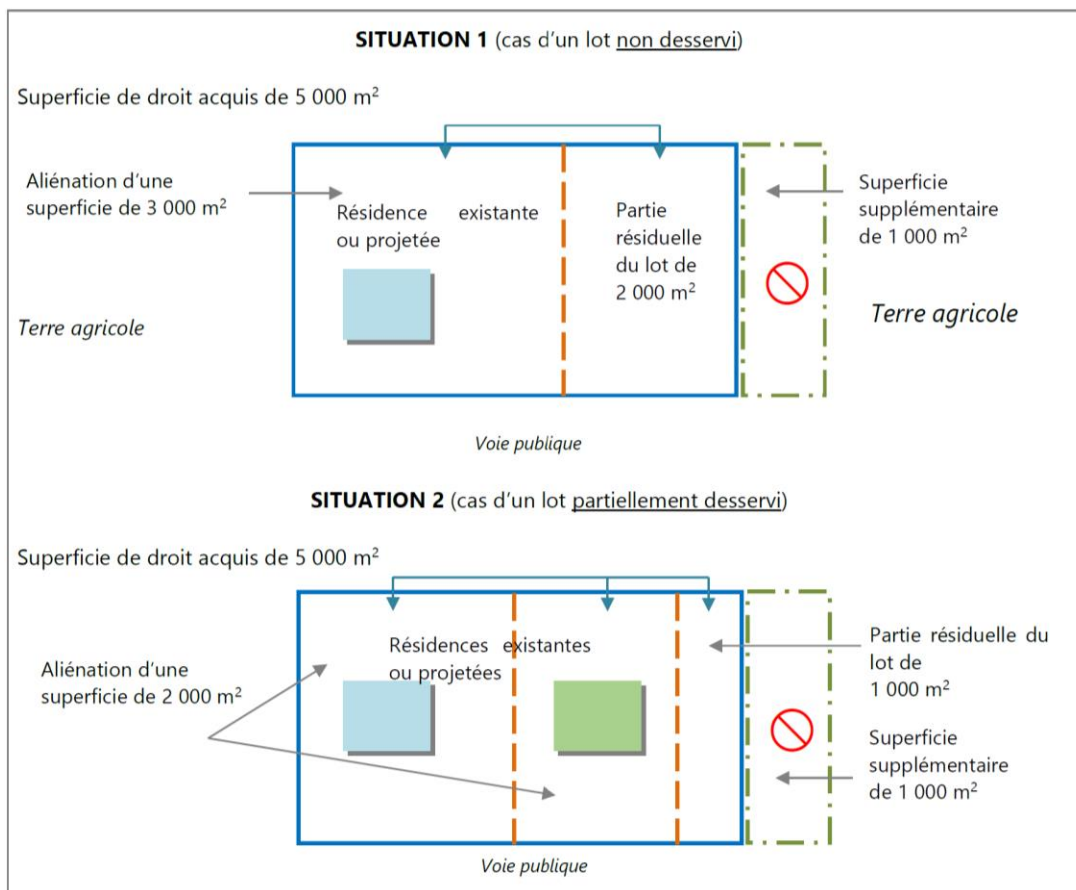 SITUATION 1 (cas d'un lot non desservi)
Superficie de droit acquis de 5 000 m²
Aliénation d'une
superficie de 3 000 m²
Résidence existante
ou projetée
Partie
résiduelle
du lot de
2 000 m²
Superficie
supplémentaire
de 1 000 m²
Terre agricole
Terre agricole
Voie publique
SITUATION 2 (cas d'un lot partiellement desservi)
Superficie de droit acquis de 5 000 m²
Aliénation d'une
superficie de 2 000 m²
Résidences existantes
ou projetées
Partie résiduelle du
lot de
1 000 m²
Superficie
supplémentaire
de 1 000 m²
Voie publique